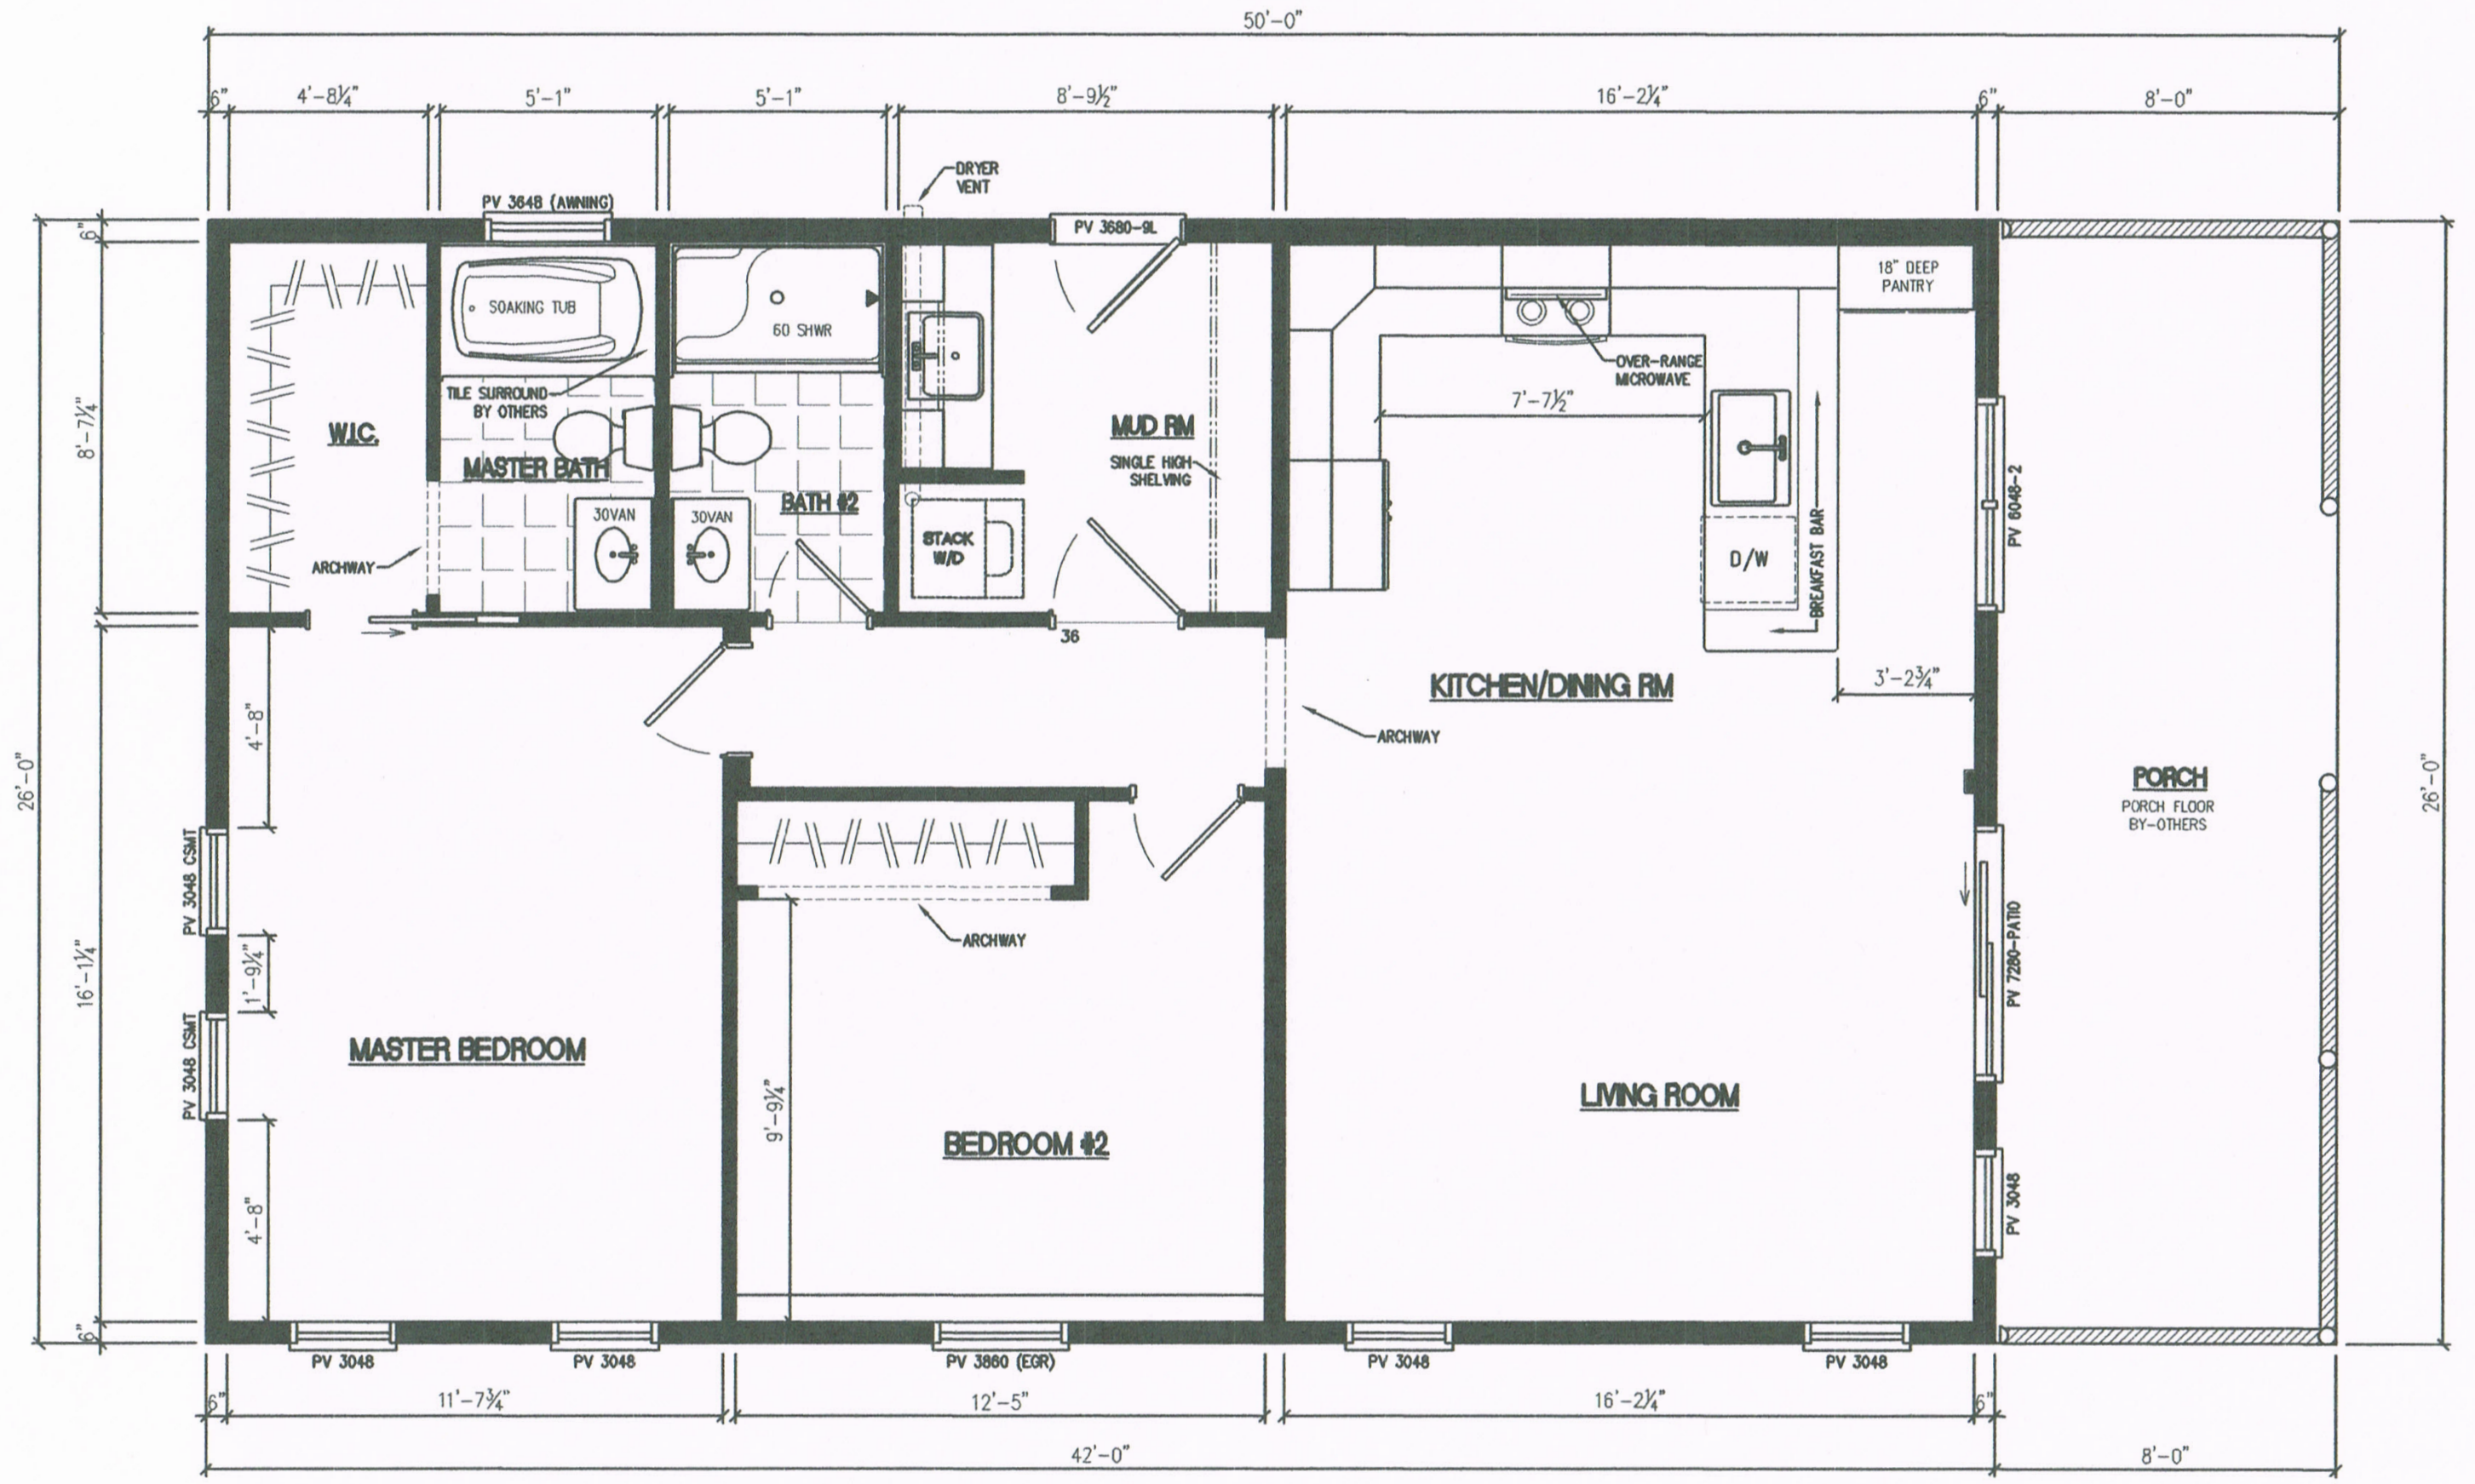 50'-0"
6" 4'-8¼" 5'-1" 5'-1" 8'-9½" 16'-2¼" 6" 8'-0"
DRYER
VENT
PV 3648 (AWNING)
PV 3680-9L
6"
18" DEEP
PANTRY
SOAKING TUB
60 SHWR
OVER-RANGE
MICROWAVE
TILE SURROUND
BY OTHERS
7'-7½"
8'-7¼"
W.I.C.
MUD RM
MASTER BATH
SINGLE HIGH
SHELVING
BATH #2
PV 6048-2
30VAN
30VAN
STACK
W/D
D/W
BREAKFAST BAR
ARCHWAY
36
3'-2¾"
KITCHEN/DINING RM
4'-8"
ARCHWAY
26'-0"
PORCH
PORCH FLOOR
BY-OTHERS
26'-0"
PV 3048 CSMT
ARCHWAY
16'-1¼"
1'-9¼"
PV 7280-PATIO
MASTER BEDROOM
PV 3048 CSMT
LIVING ROOM
9'-9¼"
BEDROOM #2
4'-8"
PV 3048
6"
PV 3048
PV 3048
PV 3860 (EGR)
PV 3048
PV 3048
6" 11'-7¾" 12'-5" 16'-2¼" 6"
42'-0" 8'-0"